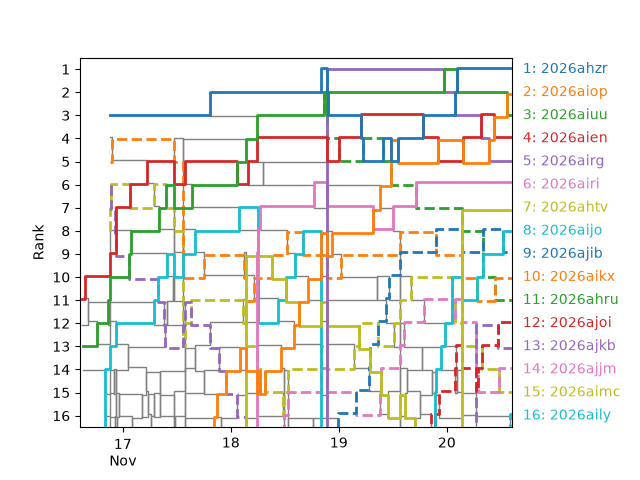 1
2
3
4
5
6
7
8
9
10
11
12
13
14
15
16
Rank
17
18
19
20
Nov
1: 2026ahzr
2: 2026aiop
3: 2026aiuu
4: 2026aien
5: 2026airg
6: 2026airi
7: 2026ahtv
8: 2026aijo
9: 2026ajib
10: 2026aikx
11: 2026ahru
12: 2026ajoi
13: 2026ajkb
14: 2026ajjm
15: 2026aimc
16: 2026aily